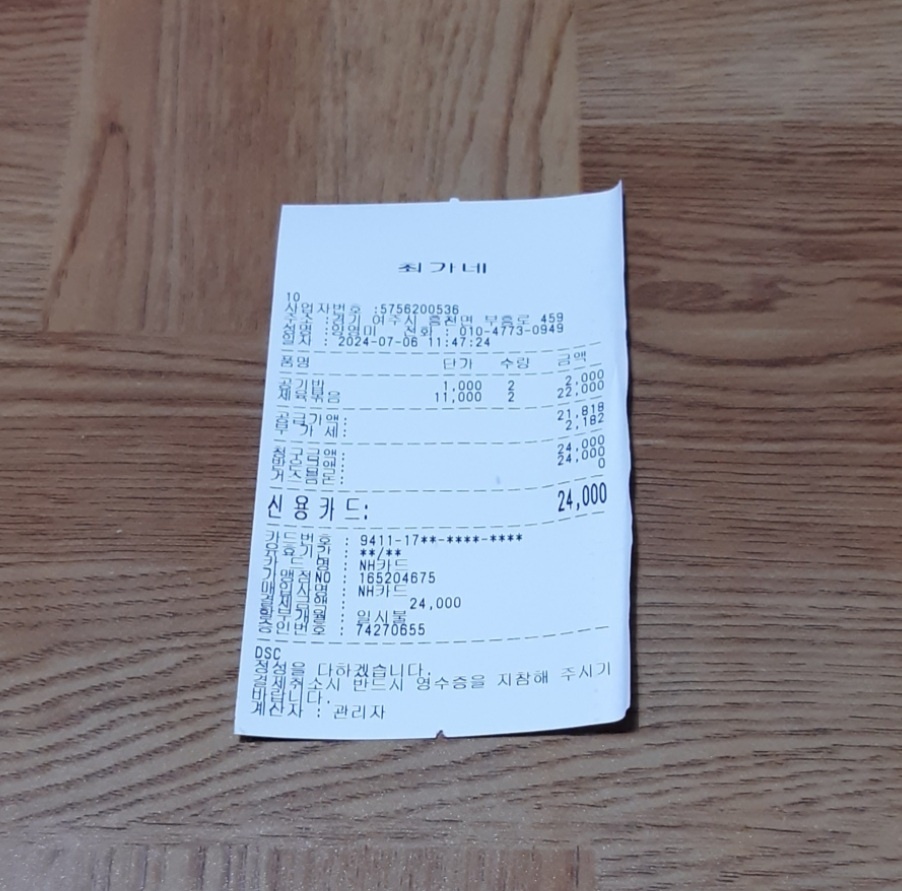 최가네
10
사업자번호 :5756200536
주소 : 경기 여주시 흥천면 부흥로 459
성명 : 임영미 전화 : 010-4773-0949
일자 : 2024-07-06 11:47:24
품명 단가 수량 금액
공기밥 1,000 2 2,000
제육볶음 11,000 2 22,000
공급가액: 21,818
부 가 세: 2,182
청구금액: 24,000
받은금액: 24,000
거스름돈: 0
신용카드: 24,000
카드번호 : 9411-17**-****-****
유효기간 : **/**
카 드 명 : NH카드
가맹점NO : 165204675
매입사명 : NH카드
결제금액 : 24,000
할부개월 : 일시불
승인번호 : 74270655
DSC
정성을 다하겠습니다.
결제취소시 반드시 영수증을 지참해 주시기
바랍니다.
계산자 : 관리자